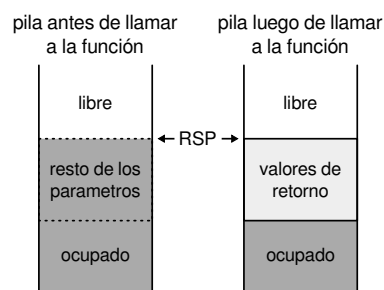 pila antes de llamar
a la función
pila luego de llamar
a la función
libre
libre
RSP
resto de los
parametros
valores de
retorno
ocupado
ocupado